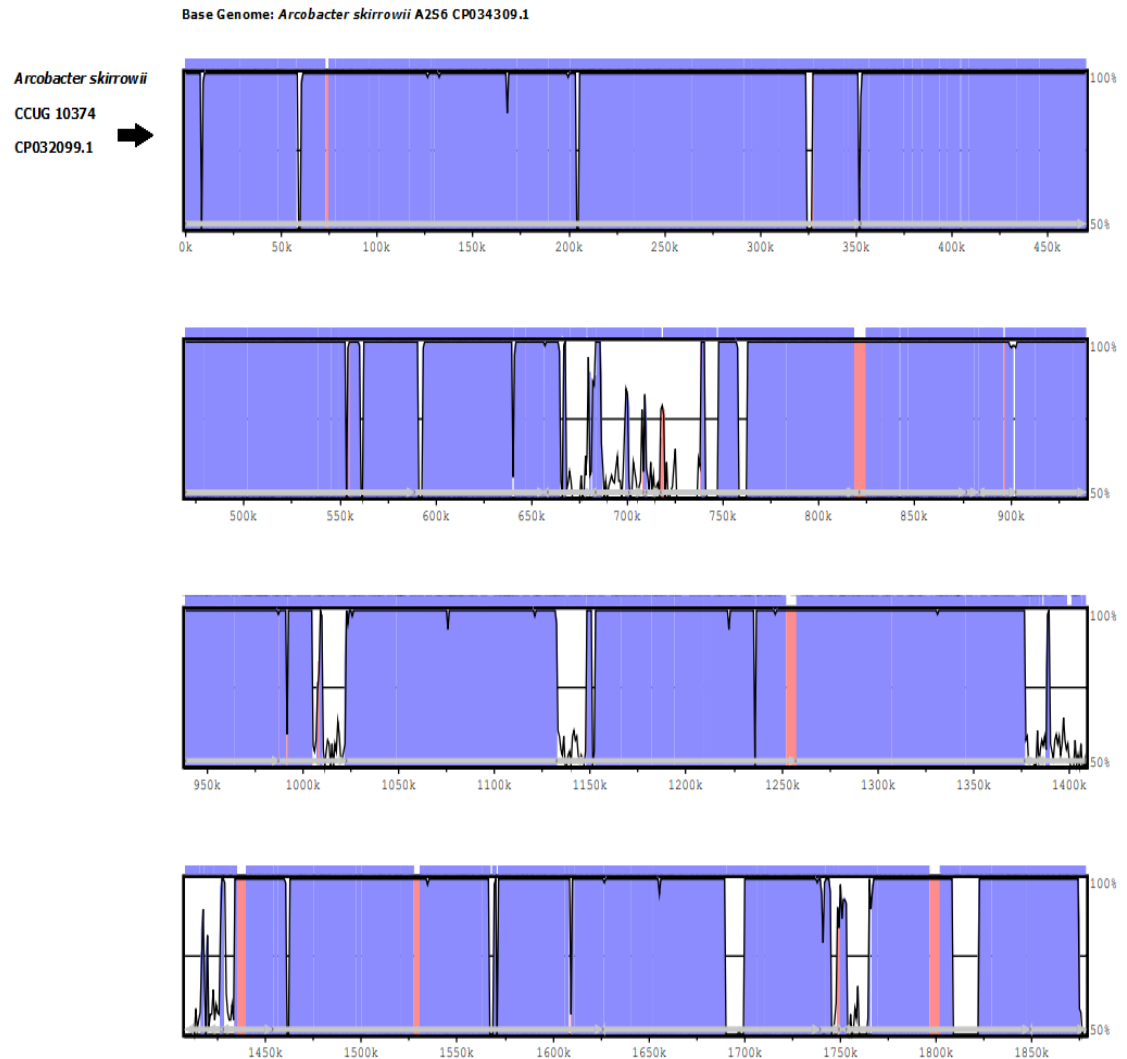 Base Genome: Arcobacter skirrowii A2S6 CP034309.1
Arcobacter skirrowii
CCUG 10374
CP032099.1
100%
50%
0k 50k 100k 150k 200k 250k 300k 350k 400k 450k
100%
50%
500k 550k 600k 650k 700k 750k 800k 850k 900k
100%
50%
950k 1000k 1050k 1100k 1150k 1200k 1250k 1300k 1350k 1400k
100%
50%
1450k 1500k 1550k 1600k 1650k 1700k 1750k 1800k 1850k